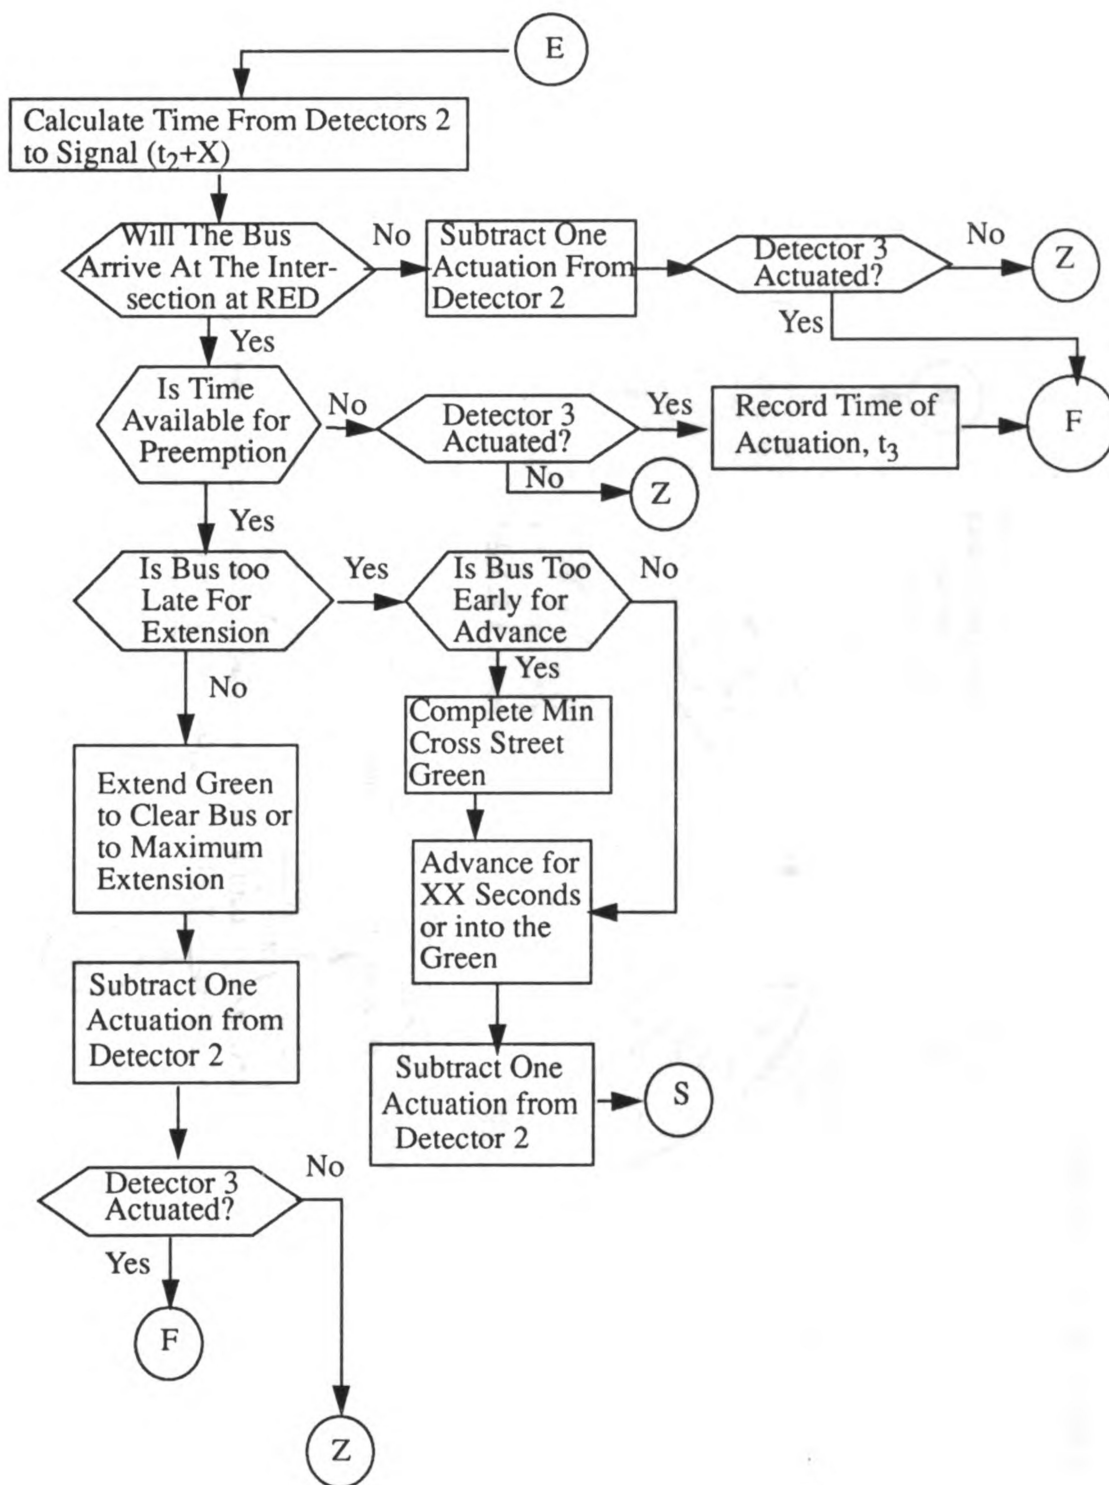 E
Calculate Time From Detectors 2
to Signal (t2+X)
Will The Bus
Arrive At The Inter-
section at RED
No
Subtract One
Actuation From
Detector 2
Detector 3
Actuated?
No
Z
Yes
Yes
F
Is Time
Available for
Preemption
No
Detector 3
Actuated?
Yes
Record Time of
Actuation, t3
No
Z
Yes
Is Bus too
Late For
Extension
Yes
Is Bus Too
Early for
Advance
No
Yes
No
Complete Min
Cross Street
Green
Extend Green
to Clear Bus or
to Maximum
Extension
Advance for
XX Seconds
or into the
Green
Subtract One
Actuation from
Detector 2
Subtract One
Actuation from
Detector 2
S
Detector 3
Actuated?
No
Yes
F
Z